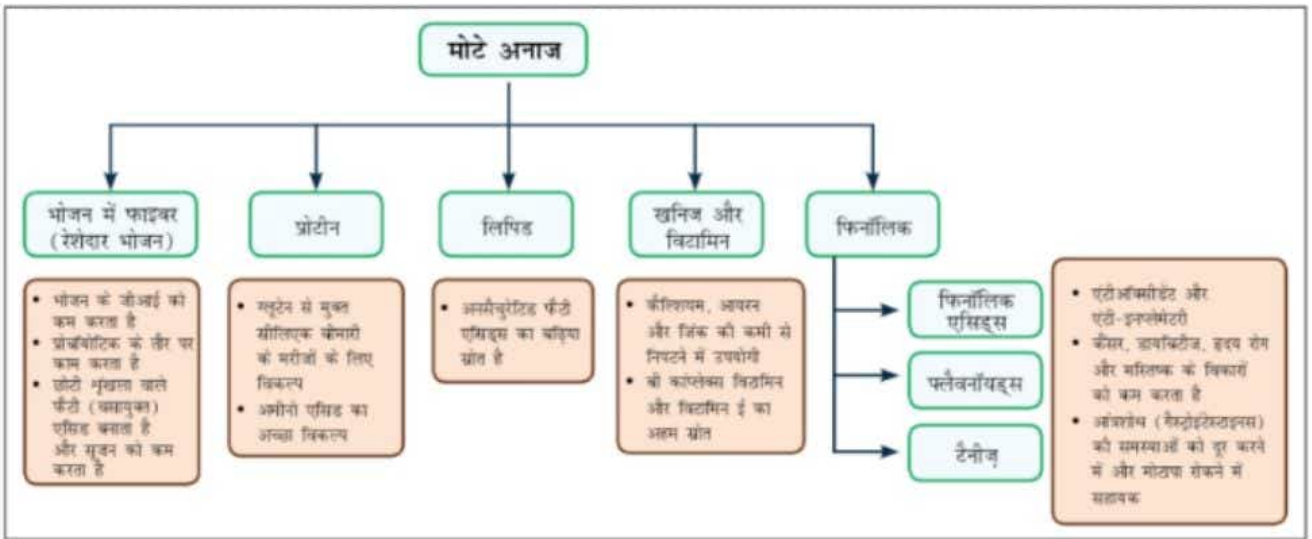 मोटे अनाज
भोजन में फाइबर
(रेशेदार भोजन)
प्रोटीन
लिपिड
खनिज और
विटामिन
फिनॉलिक
• भोजन के जीआई को
कम करता है
• प्रोबॉयोटिक के तौर पर
काम करता है
• छोटी शृंखला वाले
फैटी (वसायुक्त)
एसिड बनाता है
और सूजन को कम
करता है
• ग्लूटेन से मुक्त
सीलिएक बीमारी
के मरीजों के लिए
विकल्प
• अमीनो एसिड का
अच्छा विकल्प
• अनसैचुरेटिड फैटी
एसिड्स का बढ़िया
स्रोत है
• कैल्शियम, आयरन
और जिंक की कमी से
निपटने में उपयोगी
• बी कांप्लेक्स विटामिन
और विटामिन ई का
अहम स्रोत
फिनॉलिक
एसिड्स
फ्लैवनॉयड्स
टैनीज़
• एंटीऑक्सीडेंट और
एंटी-इनफ्लेमेटरी
• कैंसर, डायबिटीज, हृदय रोग
और मस्तिष्क के विकारों
को कम करता है
• आंत्रशोथ (गैस्ट्रोइंटेस्टाइनस)
की समस्याओं को दूर करने
में और मोटापा रोकने में
सहायक